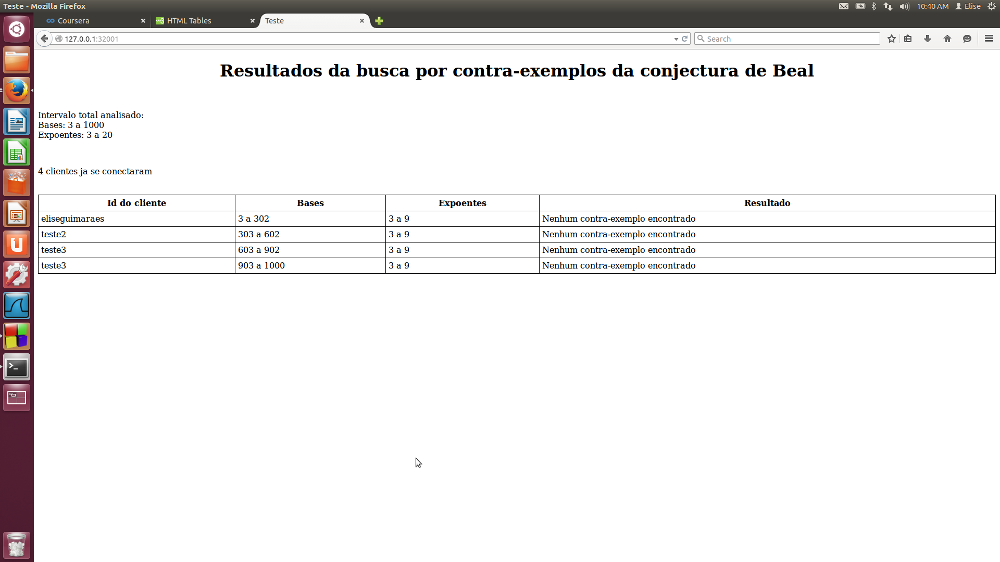 Teste - Mozilla Firefox
10:40 AM Elise
Coursera HTML Tables Teste
127.0.0.1:32001 Search
Resultados da busca por contra-exemplos da conjectura de Beal
Intervalo total analisado:
Bases: 3 a 1000
Expoentes: 3 a 20
4 clientes ja se conectaram
Id do cliente Bases Expoentes Resultado
eliseguimaraes 3 a 302 3 a 9 Nenhum contra-exemplo encontrado
teste2 303 a 602 3 a 9 Nenhum contra-exemplo encontrado
teste3 603 a 902 3 a 9 Nenhum contra-exemplo encontrado
teste3 903 a 1000 3 a 9 Nenhum contra-exemplo encontrado